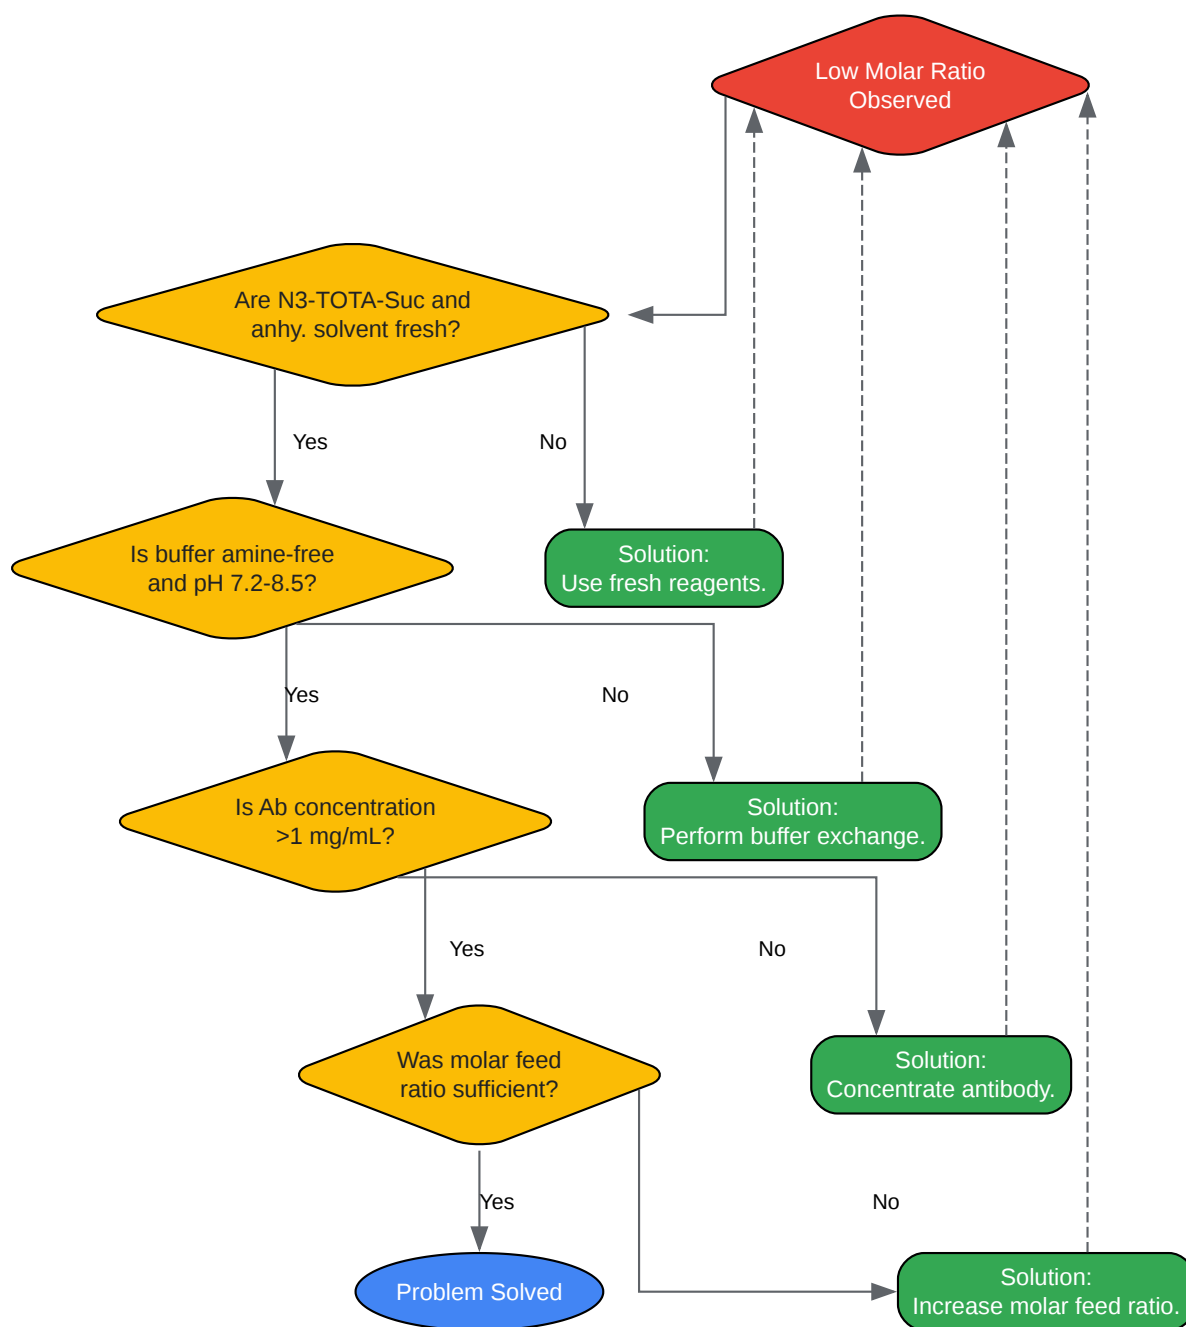 Low Molar Ratio
Observed
Are N3-TOTA-Suc and
anhy. solvent fresh?
Yes
No
Is buffer amine-free
and pH 7.2-8.5?
Solution:
Use fresh reagents.
Yes
No
Is Ab concentration
>1 mg/mL?
Solution:
Perform buffer exchange.
Yes
No
Was molar feed
ratio sufficient?
Solution:
Concentrate antibody.
Yes
No
Problem Solved
Solution:
Increase molar feed ratio.